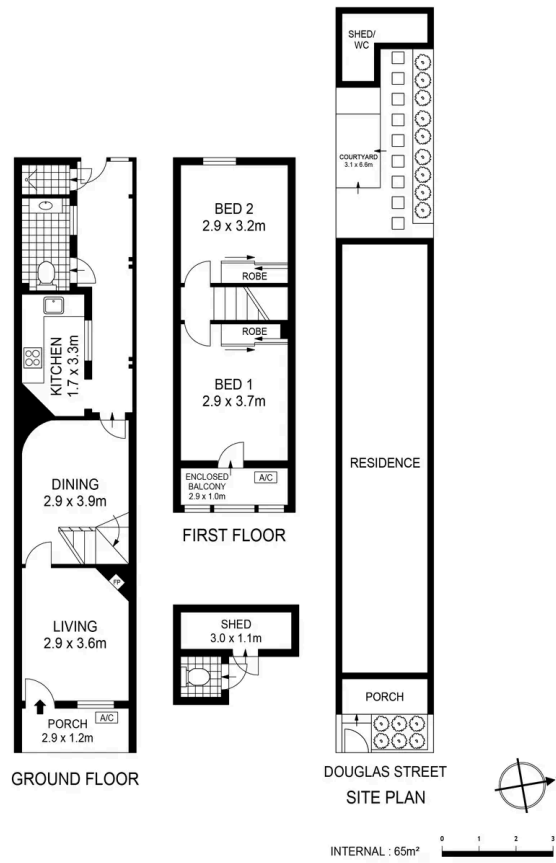 SHED/
WC
COURTYARD
3.1 x 6.6m
BED 2
2.9 x 3.2m
ROBE
ROBE
BED 1
2.9 x 3.7m
ENCLOSED
BALCONY
2.9 x 1.0m
A/C
FIRST FLOOR
KITCHEN
1.7 x 3.3m
DINING
2.9 x 3.9m
FP
LIVING
2.9 x 3.6m
PORCH
2.9 x 1.2m
A/C
GROUND FLOOR
SHED
3.0 x 1.1m
RESIDENCE
PORCH
DOUGLAS STREET
SITE PLAN
INTERNAL : 65m²
0 1 2 3